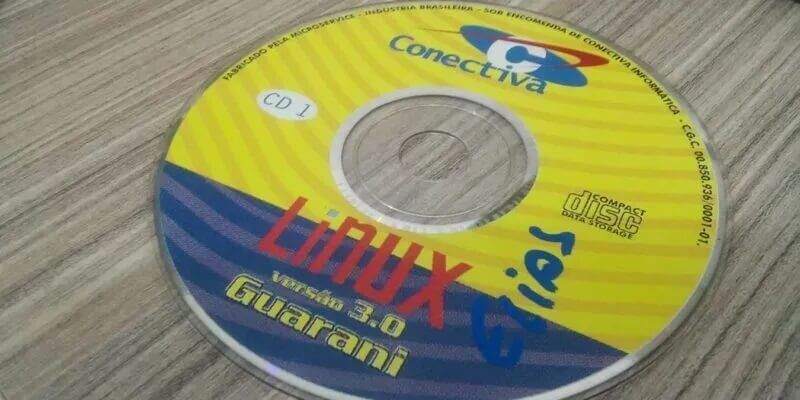 FABRICADO PELA MICROSERVICE - INDÚSTRIA BRASILEIRA - SOB ENCOMENDA DE CONECTIVA INFORMÁTICA - C.G.C. 00.850.936/0001-01.
C
Conectiva
CD 1
COMPACT
disc
DATA STORAGE
Linux
versão 3.0
Guarani
Elias